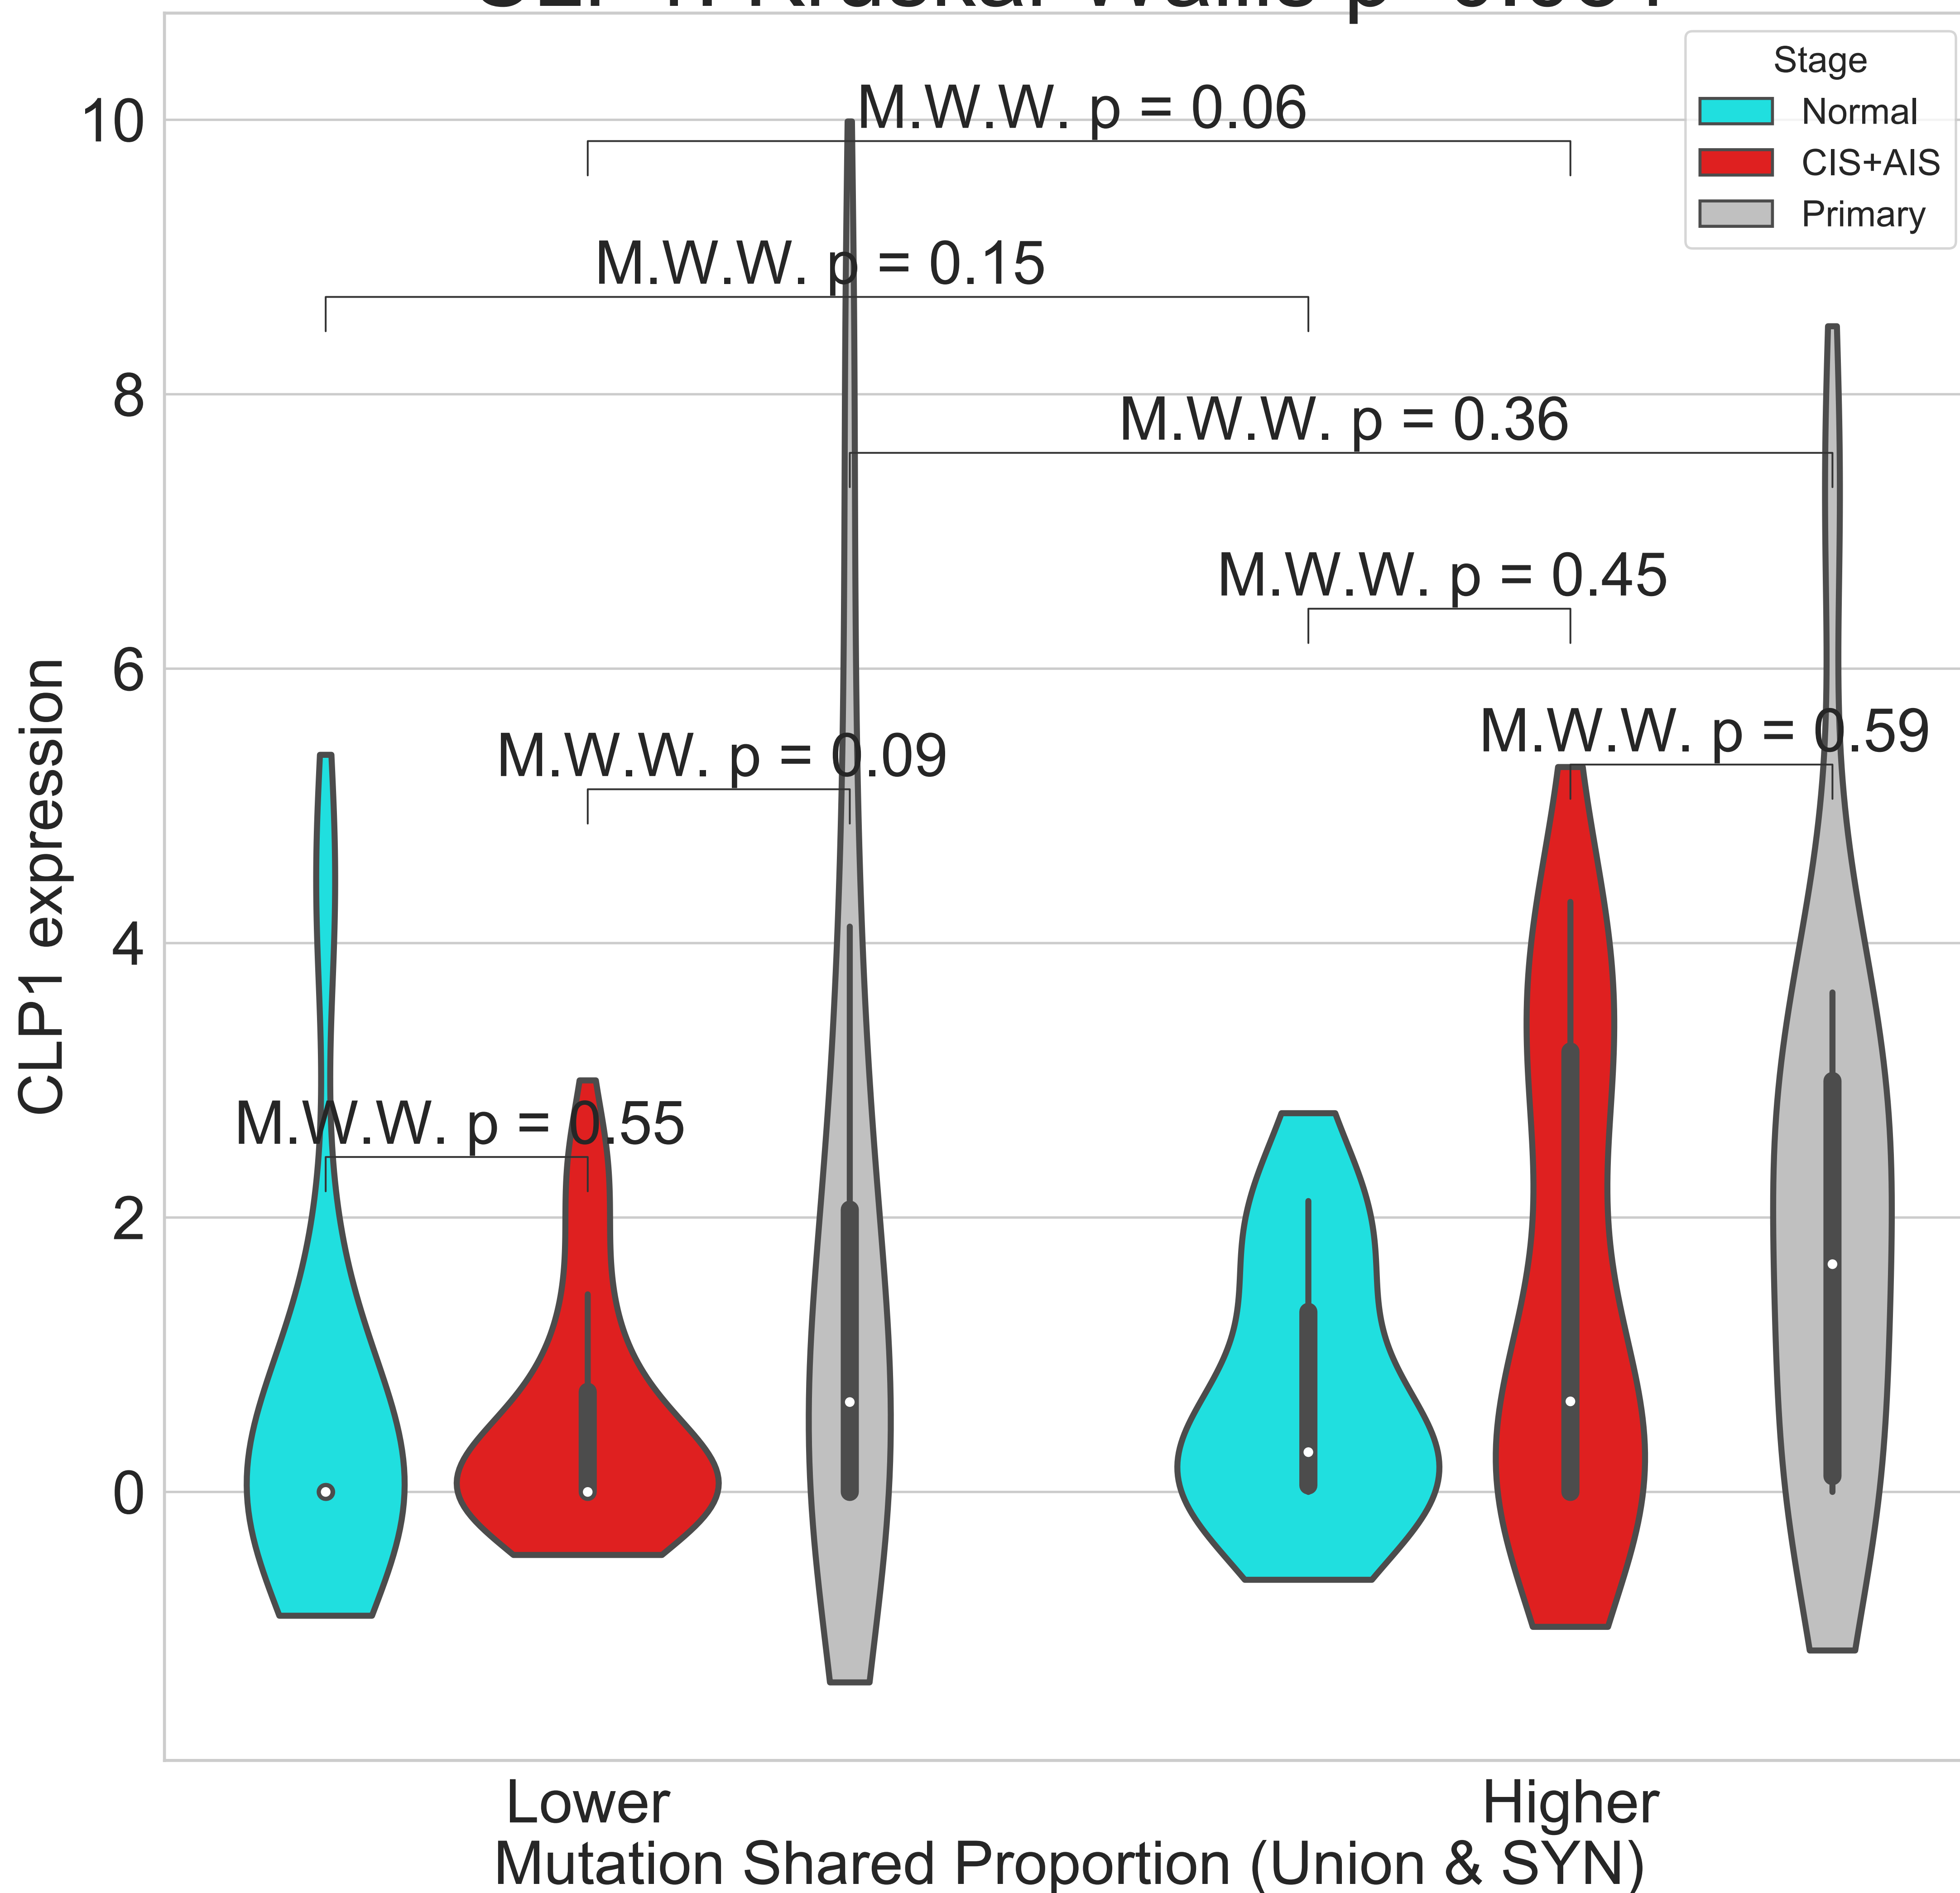 Stage
Normal
CIS+AIS
Primary
10
8
6
4
2
0
CLP1 expression
M.W.W. p = 0.06
M.W.W. p = 0.15
M.W.W. p = 0.36
M.W.W. p = 0.45
M.W.W. p = 0.59
M.W.W. p = 0.09
M.W.W. p = 0.55
Lower
Higher
Mutation Shared Proportion (Union & SYN)